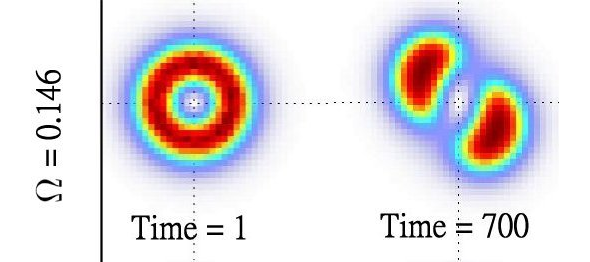 Ω = 0.146
Time = 1
Time = 700